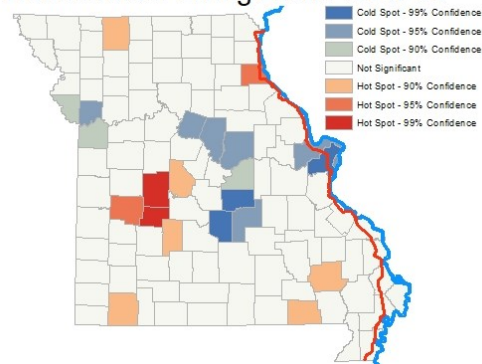 Cold Spot - 99% Confidence
Cold Spot - 95% Confidence
Cold Spot - 90% Confidence
Not Significant
Hot Spot - 90% Confidence
Hot Spot - 95% Confidence
Hot Spot - 99% Confidence